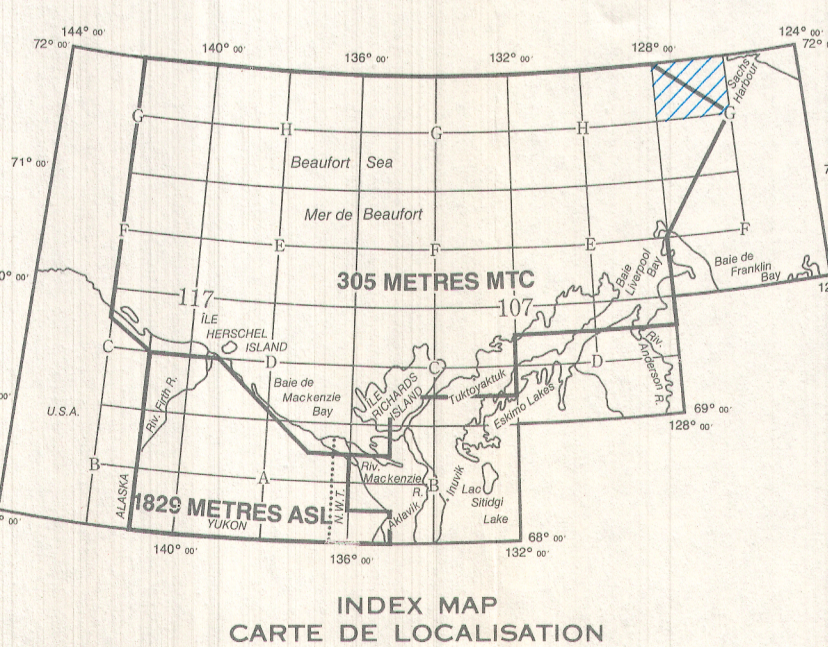 144° 00'
140° 00'
136° 00'
132° 00'
128° 00'
124° 00'
72° 00'
72°
Sachs
Harbour
G
H
G
H
G
Beaufort Sea
71° 00'
Mer de Beaufort
F
E
F
E
F
Baie
Liverpool
Bay
Baie de
Franklin
Bay
305 METRES MTC
0° 00'
117
107
ÎLE
HERSCHEL
ISLAND
C
D
C
D
Riv.
Anderson R.
Baie de
Mackenzie
Bay
ÎLE
RICHARDS
ISLAND
Tuktoyaktuk
Eskimo Lakes
U.S.A.
Riv. Firth R.
69° 00'
128° 00'
B
A
B
Riv.
Mackenzie
R.
Inuvik
Lac
Sitidgi
Lake
ALASKA
1829 METRES ASL
YUKON
N.W.T.
Aklavik
68° 00'
140° 00'
136° 00'
132° 00'
INDEX MAP
CARTE DE LOCALISATION